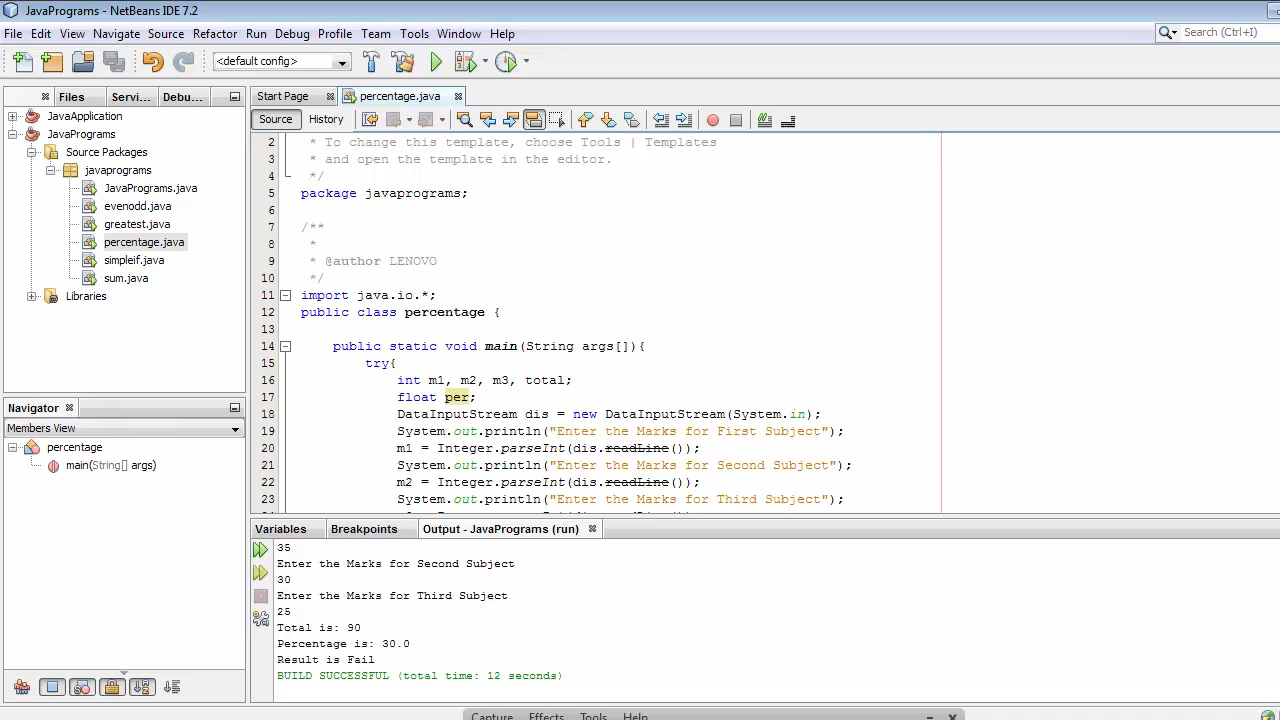 JavaPrograms - NetBeans IDE 7.2
File Edit View Navigate Source Refactor Run Debug Profile Team Tools Window Help
Search (Ctrl+I)
<default config>
Files Servi... Debu...
Start Page percentage.java
Source History
JavaApplication
JavaPrograms
Source Packages
javaprograms
JavaPrograms.java
evenodd.java
greatest.java
percentage.java
simpleif.java
sum.java
Libraries
Navigator
Members View
percentage
main(String[] args)
2 * To change this template, choose Tools | Templates
3 * and open the template in the editor.
4 */
5 package javaprograms;
6
7 /**
8 *
9 * @author LENOVO
10 */
11 import java.io.*;
12 public class percentage {
13
14 public static void main(String args[]){
15 try{
16 int m1, m2, m3, total;
17 float per;
18 DataInputStream dis = new DataInputStream(System.in);
19 System.out.println("Enter the Marks for First Subject");
20 m1 = Integer.parseInt(dis.readLine());
21 System.out.println("Enter the Marks for Second Subject");
22 m2 = Integer.parseInt(dis.readLine());
23 System.out.println("Enter the Marks for Third Subject");
Variables Breakpoints Output - JavaPrograms (run)
35
Enter the Marks for Second Subject
30
Enter the Marks for Third Subject
25
Total is: 90
Percentage is: 30.0
Result is Fail
BUILD SUCCESSFUL (total time: 12 seconds)
Capture Effects Tools Help